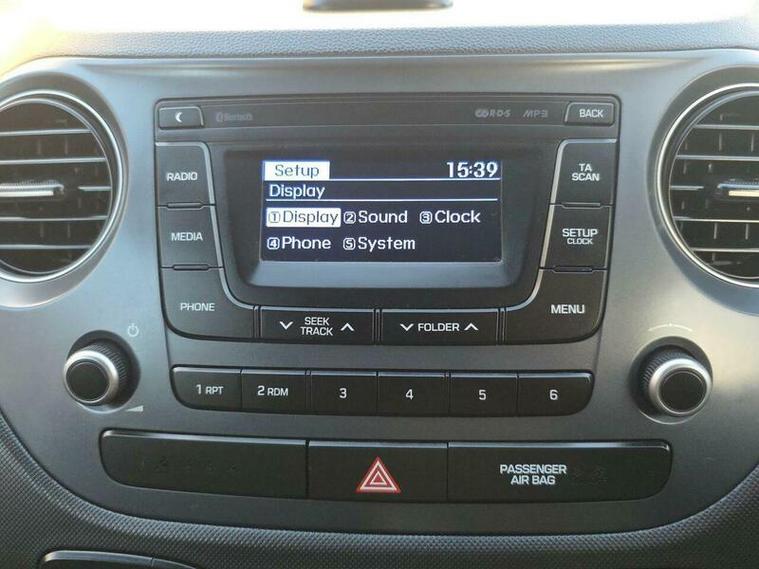 Bluetooth RDS MP3 BACK
Setup 15:39
Display
①Display ②Sound ③Clock
④Phone ⑤System
RADIO
MEDIA
PHONE
TA
SCAN
SETUP
CLOCK
MENU
SEEK
TRACK
FOLDER
1 RPT 2 RDM 3 4 5 6
PASSENGER
AIR BAG